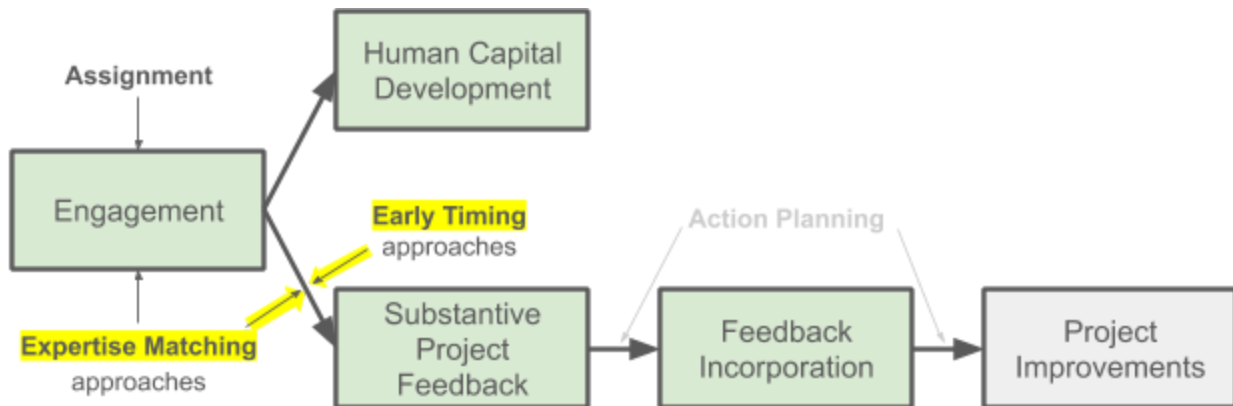 Human Capital
Development
Assignment
Engagement
Early Timing
approaches
Action Planning
Expertise Matching
approaches
Substantive
Project
Feedback
Feedback
Incorporation
Project
Improvements